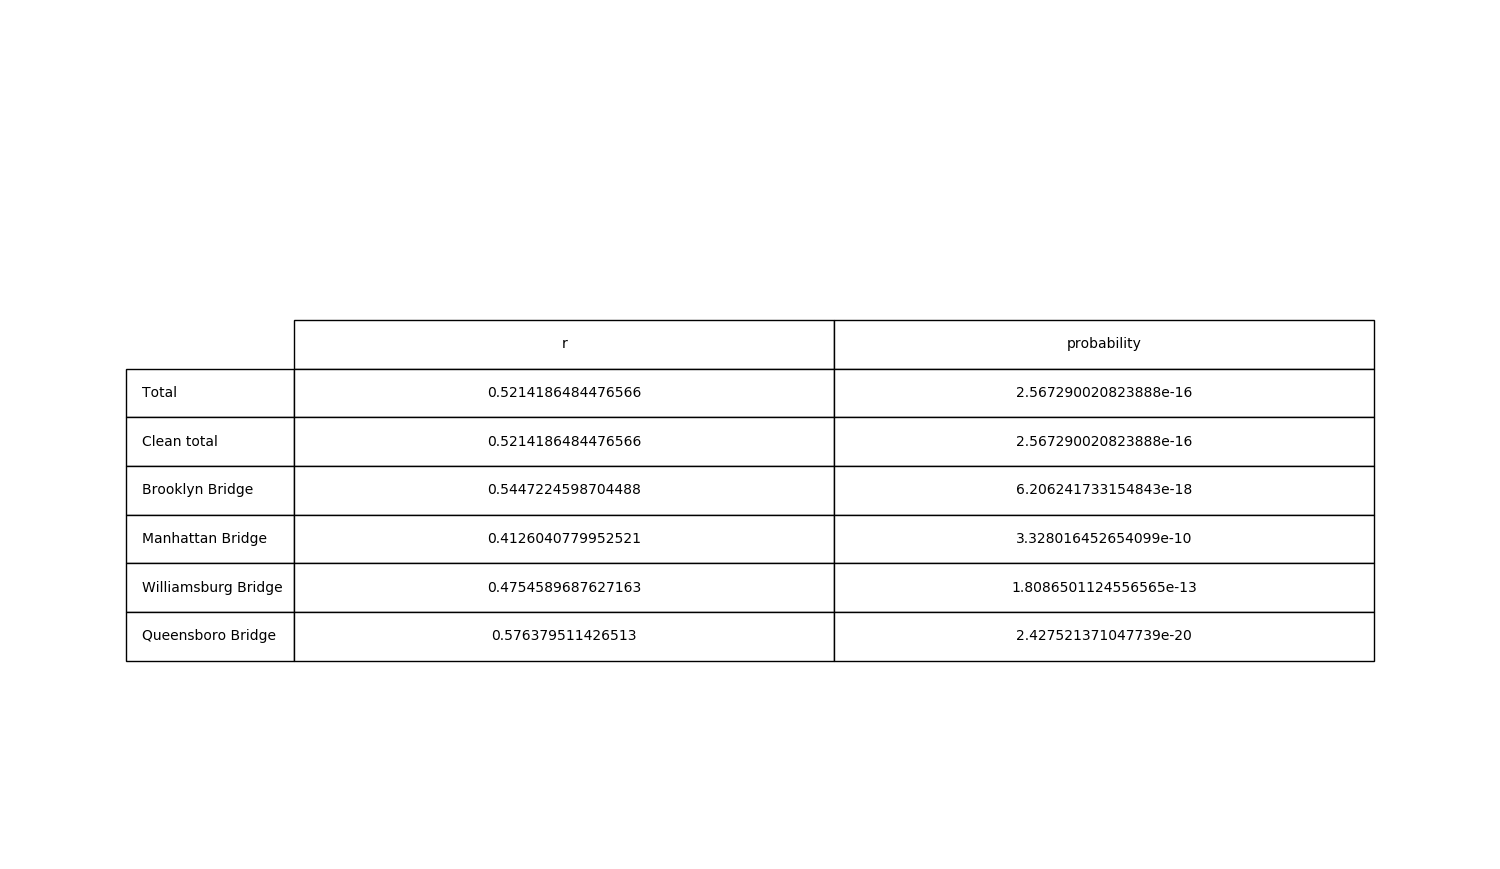 r probability
Total 0.5214186484476566 2.567290020823888e-16
Clean total 0.5214186484476566 2.567290020823888e-16
Brooklyn Bridge 0.5447224598704488 6.206241733154843e-18
Manhattan Bridge 0.4126040779952521 3.328016452654099e-10
Williamsburg Bridge 0.4754589687627163 1.8086501124556565e-13
Queensboro Bridge 0.576379511426513 2.427521371047739e-20